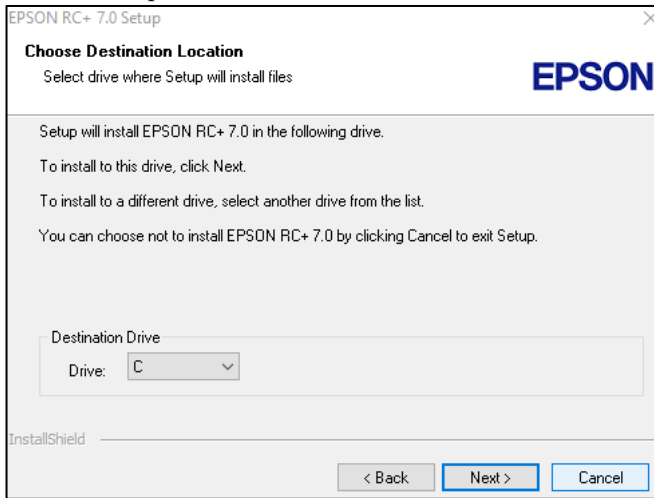 EPSON RC+ 7.0 Setup
Choose Destination Location
Select drive where Setup will install files
EPSON
Setup will install EPSON RC+ 7.0 in the following drive.
To install to this drive, click Next.
To install to a different drive, select another drive from the list.
You can choose not to install EPSON RC+ 7.0 by clicking Cancel to exit Setup.
Destination Drive
Drive: C
InstallShield
< Back Next > Cancel